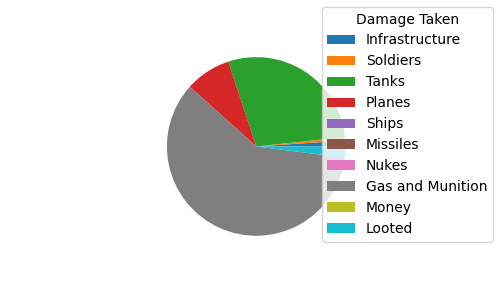 Damage Taken
Infrastructure
Soldiers
Tanks
Planes
Ships
Missiles
Nukes
Gas and Munition
Money
Looted